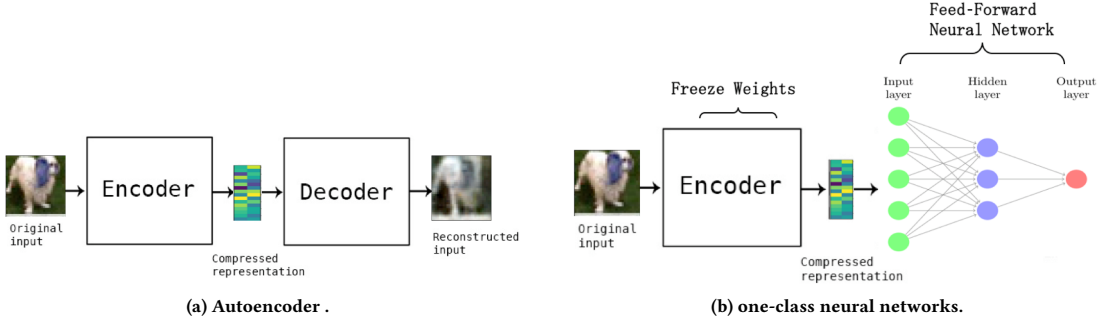 Encoder
Decoder
Original
input
Compressed
representation
Reconstructed
input
(a) Autoencoder .
Feed-Forward
Neural Network
Freeze Weights
Input
layer
Hidden
layer
Output
layer
Encoder
Original
input
Compressed
representation
(b) one-class neural networks.